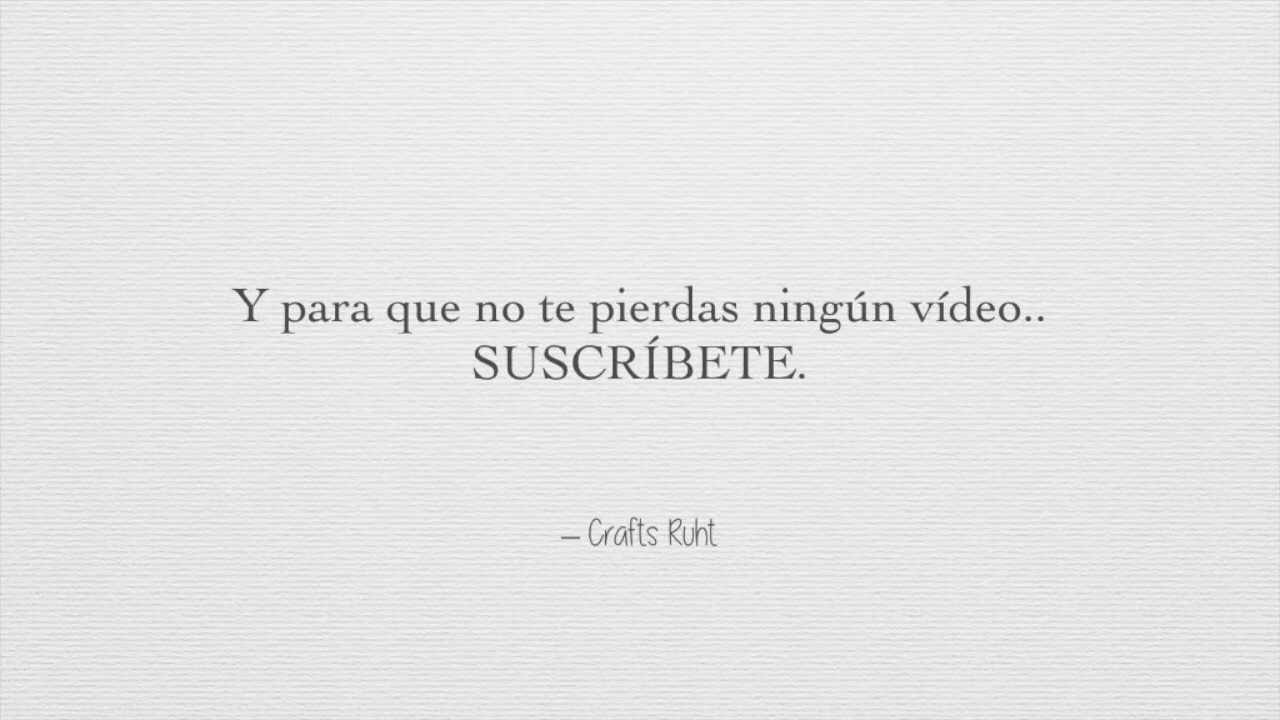 Y para que no te pierdas ningún vídeo..
SUSCRÍBETE.
– Crafts Ruht